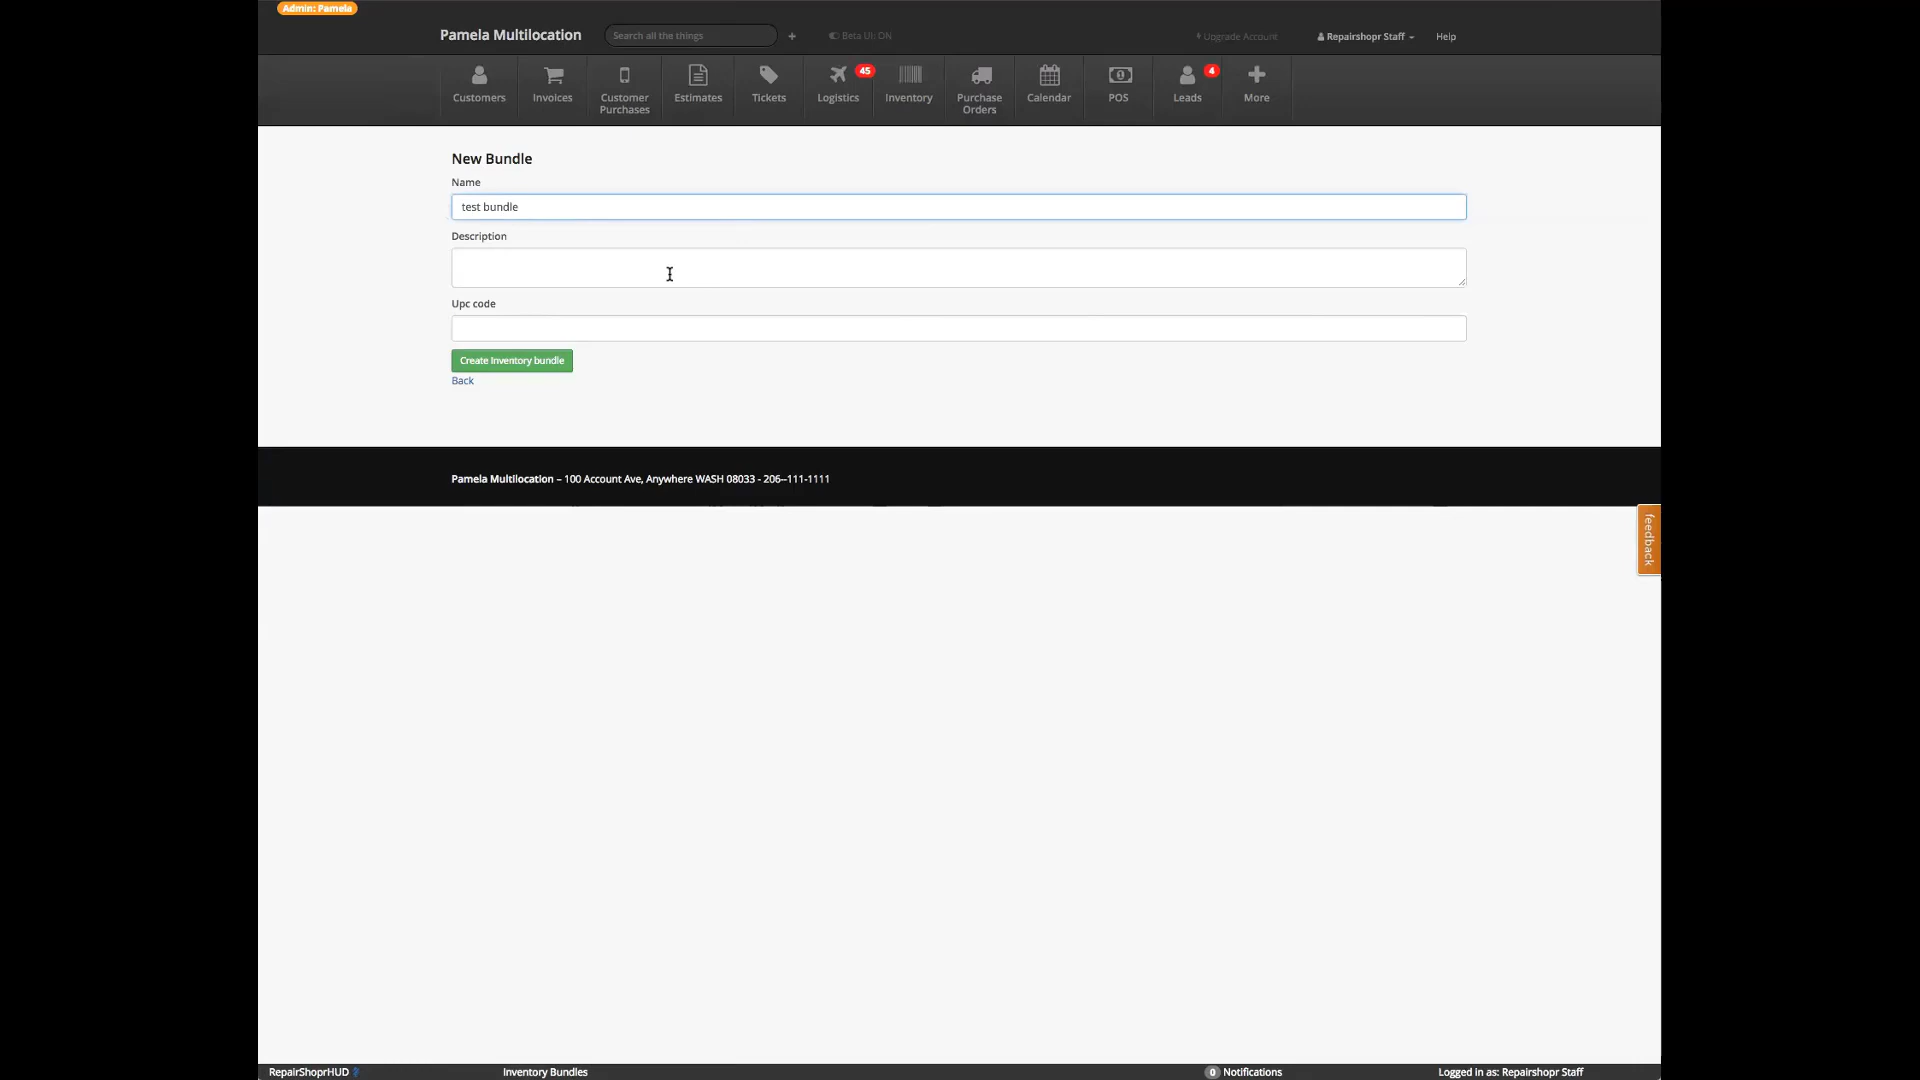 Admin: Pamela
Pamela Multilocation
Search all the things
Beta UI: ON
Upgrade Account
Repairshopr Staff
Help
Customers
Invoices
Customer Purchases
Estimates
Tickets
Logistics
45
Inventory
Purchase Orders
Calendar
POS
Leads
4
More
New Bundle
Name
test bundle
Description
Upc code
Create Inventory bundle
Back
Pamela Multilocation – 100 Account Ave, Anywhere WASH 08033 - 206--111-1111
feedback
RepairShoprHUD
Inventory Bundles
0 Notifications
Logged in as: Repairshopr Staff